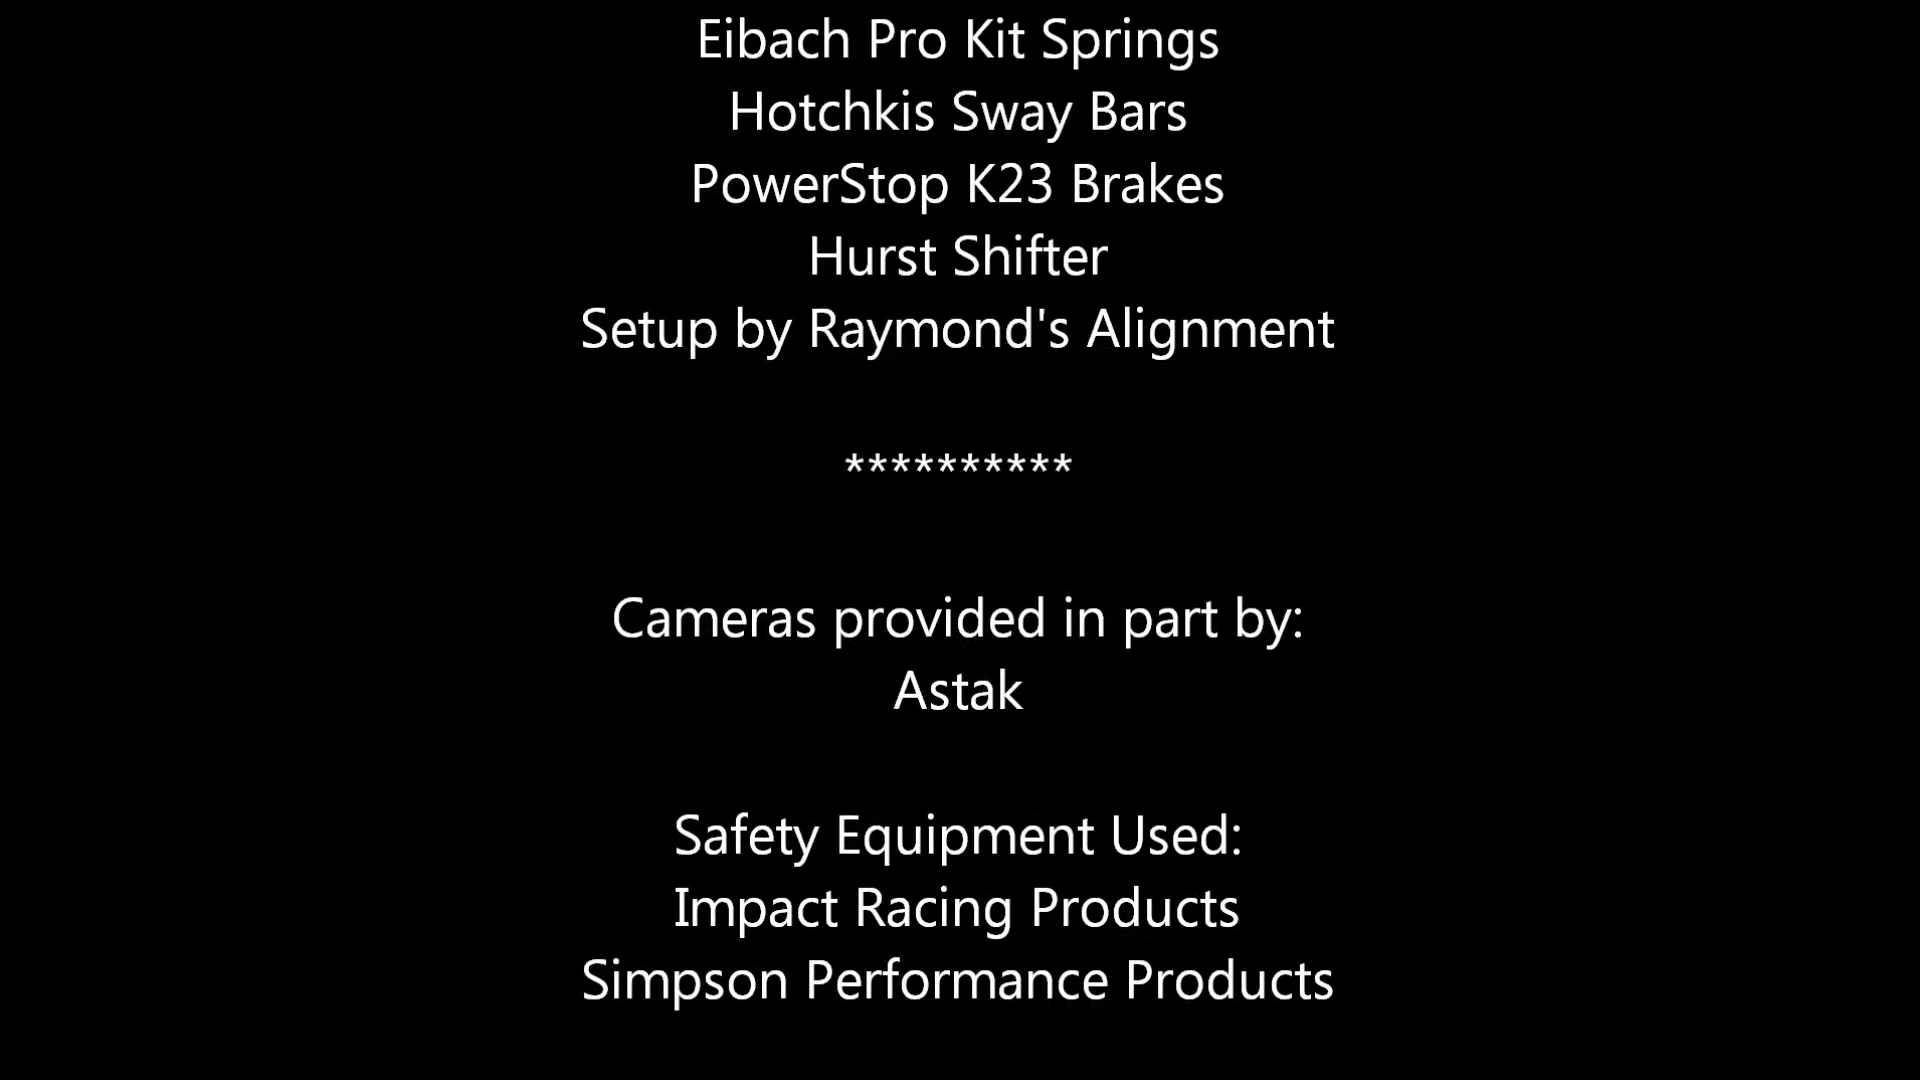 Eibach Pro Kit Springs
Hotchkis Sway Bars
PowerStop K23 Brakes
Hurst Shifter
Setup by Raymond's Alignment
**********
Cameras provided in part by:
Astak
Safety Equipment Used:
Impact Racing Products
Simpson Performance Products